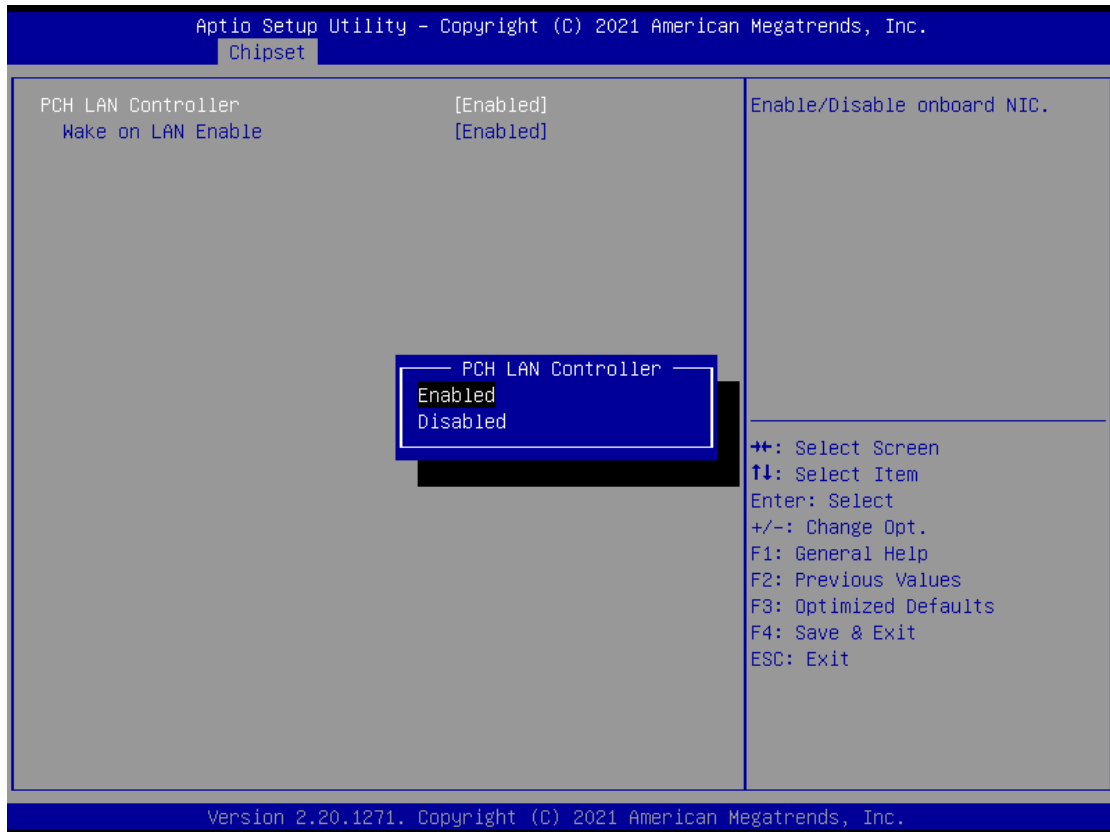 Aptio Setup Utility – Copyright (C) 2021 American Megatrends, Inc.
Chipset
PCH LAN Controller [Enabled]
Wake on LAN Enable [Enabled]
Enable/Disable onboard NIC.
PCH LAN Controller
Enabled
Disabled
→←: Select Screen
↑↓: Select Item
Enter: Select
+/-: Change Opt.
F1: General Help
F2: Previous Values
F3: Optimized Defaults
F4: Save & Exit
ESC: Exit
Version 2.20.1271. Copyright (C) 2021 American Megatrends, Inc.